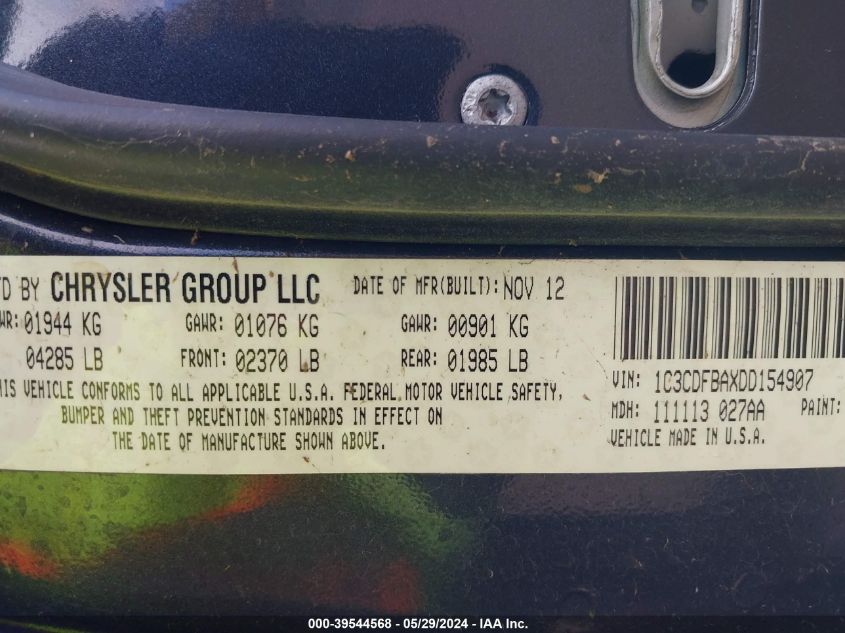 D BY CHRYSLER GROUP LLC DATE OF MFR(BUILT): NOV 12
WR: 01944 KG GAWR: 01076 KG GAWR: 00901 KG
04285 LB FRONT: 02370 LB REAR: 01985 LB
HIS VEHICLE CONFORMS TO ALL APPLICABLE U.S.A. FEDERAL MOTOR VEHICLE SAFETY,
BUMPER AND THEFT PREVENTION STANDARDS IN EFFECT ON
THE DATE OF MANUFACTURE SHOWN ABOVE.
VIN: 1C3CDFBAXDD154907
MDH: 111113 027AA PAINT:
VEHICLE MADE IN U.S.A.
000-39544568 - 05/29/2024 - IAA Inc.